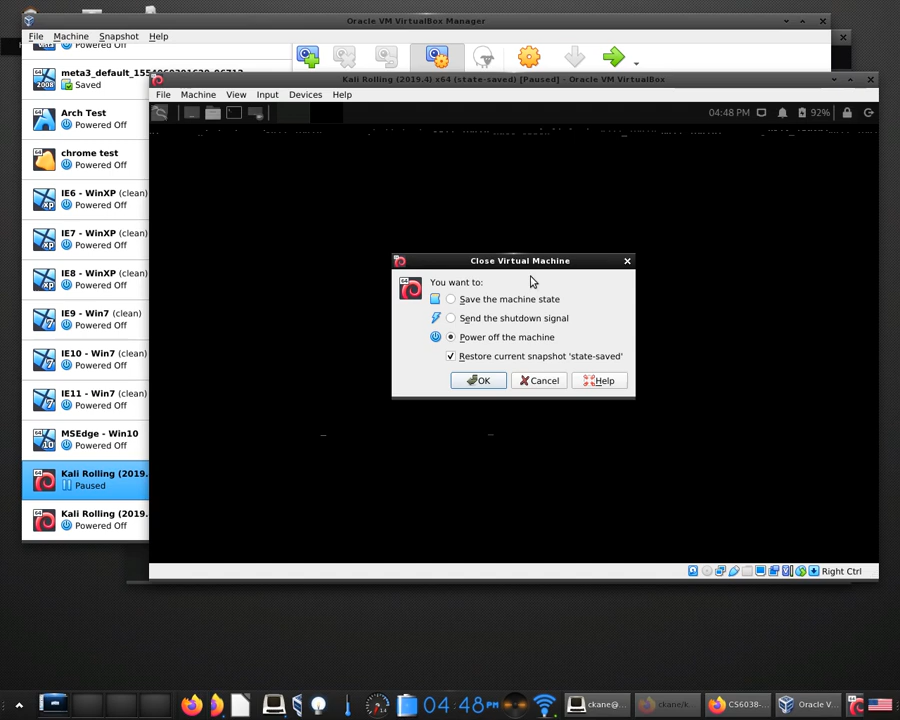 Oracle VM VirtualBox Manager
File Machine Snapshot Help
Powered Off
meta3_default_
2008
Saved
Kali Rolling (2019.4) x64 (state-saved) [Paused] - Oracle VM VirtualBox
File Machine View Input Devices Help
04:48 PM 92%
Arch Test
Powered Off
chrome test
Powered Off
IE6 - WinXP (clean)
Powered Off
IE7 - WinXP (clean)
Powered Off
IE8 - WinXP (clean)
Powered Off
IE9 - Win7 (clean)
Powered Off
IE10 - Win7 (clean)
Powered Off
IE11 - Win7 (clean)
Powered Off
MSEdge - Win10
Powered Off
Kali Rolling (2019.
Paused
Kali Rolling (2019.
Powered Off
Close Virtual Machine
You want to:
Save the machine state
Send the shutdown signal
Power off the machine
Restore current snapshot 'state-saved'
OK Cancel Help
Right Ctrl
04:48PM ckane@... ckane/k... CS6038-... Oracle V...